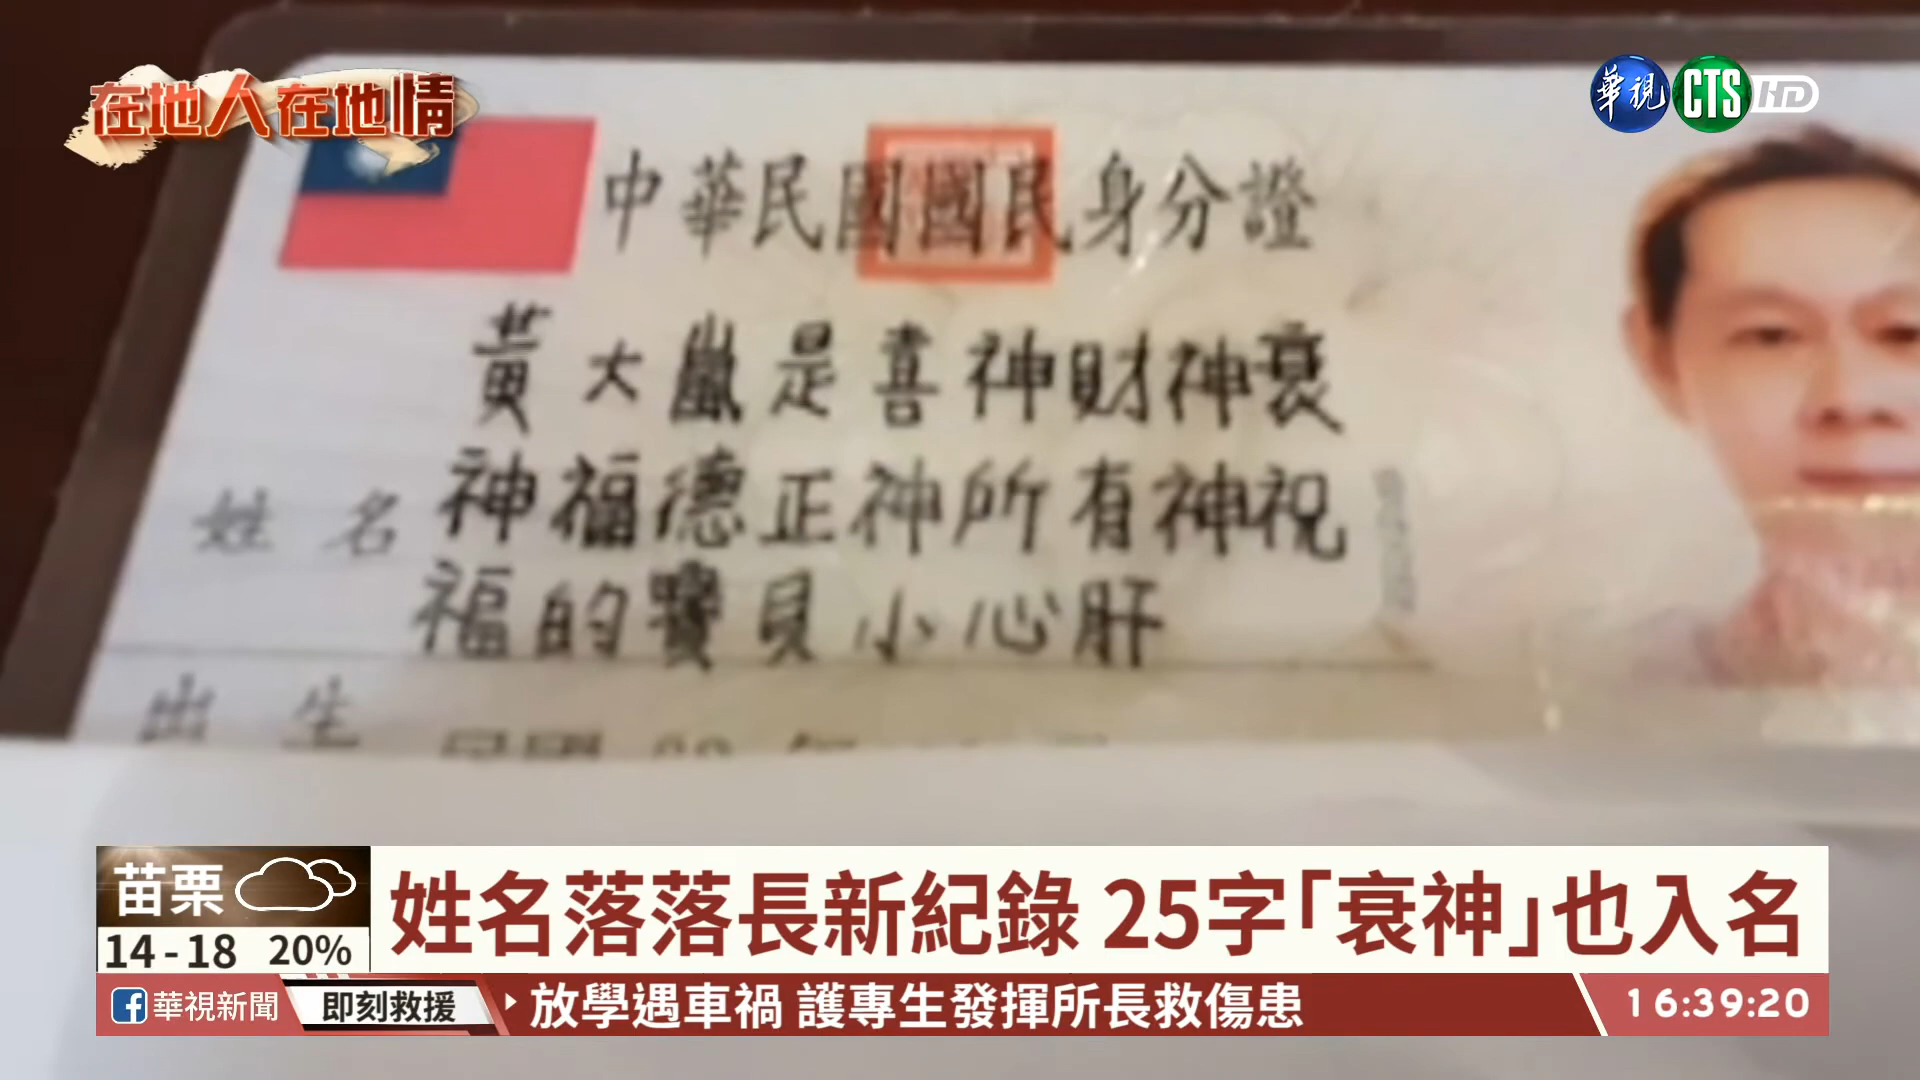 在地人在地情
華視 CTS HD
中華民國國民身分證
黃大嵐是喜神財神衰
神福德正神所有神祝
福的寶貝小心肝
姓名
出生
苗栗
14-18 20%
姓名落落長新紀錄 25字「衰神」也入名
華視新聞
即刻救援
放學遇車禍 護專生發揮所長救傷患
16:39:20